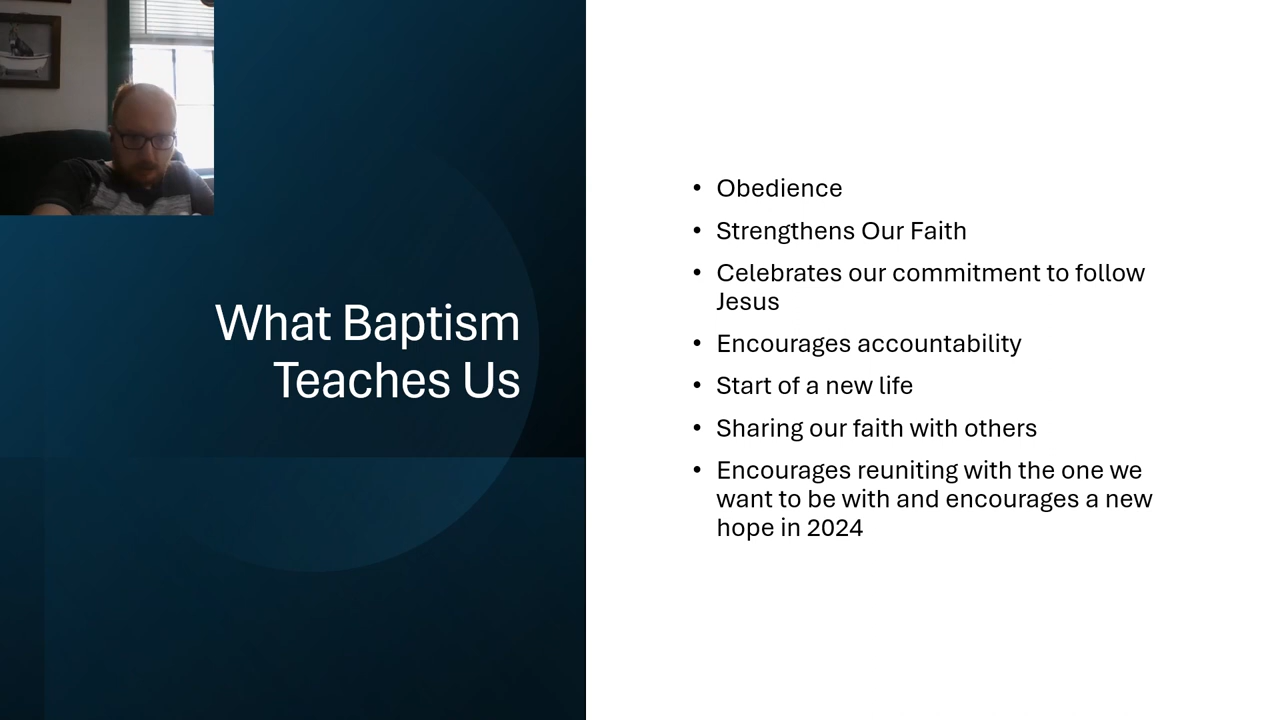 What Baptism
Teaches Us
• Obedience
• Strengthens Our Faith
• Celebrates our commitment to follow
Jesus
• Encourages accountability
• Start of a new life
• Sharing our faith with others
• Encourages reuniting with the one we
want to be with and encourages a new
hope in 2024